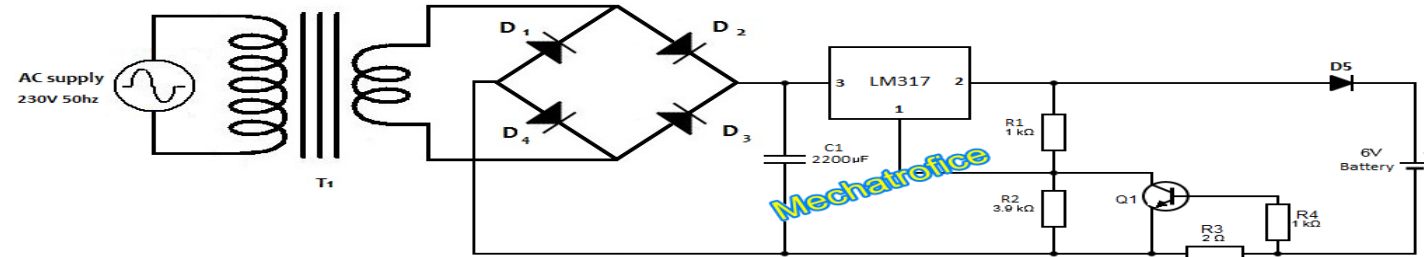 AC supply
230V 50hz
T1
D1
D2
D4
D3
C1
2200µF
3
LM317
2
1
R1
1 kΩ
R2
3.9 kΩ
Mechatrofice
Q1
R3
2 Ω
R4
1 kΩ
D5
6V
Battery